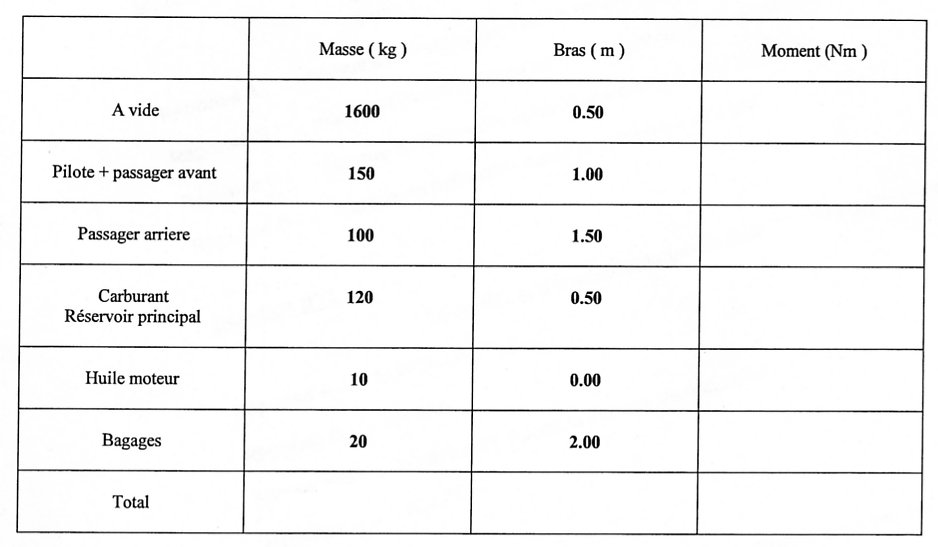 Masse ( kg ) Bras ( m ) Moment (Nm )
A vide 1600 0.50
Pilote + passager avant 150 1.00
Passager arriere 100 1.50
Carburant 120 0.50
Réservoir principal
Huile moteur 10 0.00
Bagages 20 2.00
Total